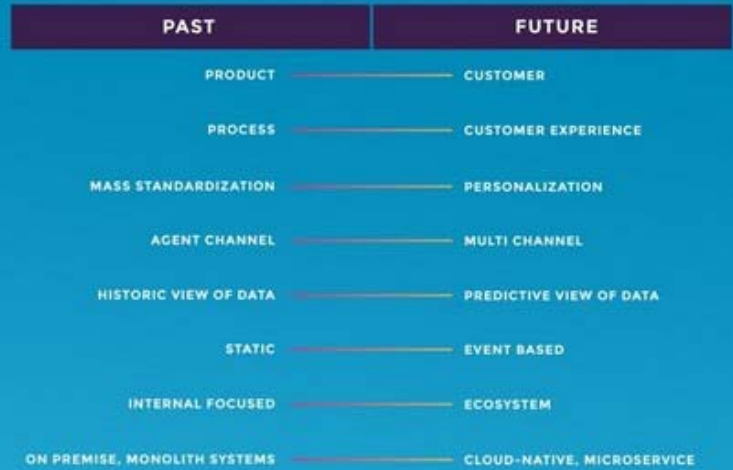 PAST FUTURE
PRODUCT CUSTOMER
PROCESS CUSTOMER EXPERIENCE
MASS STANDARDIZATION PERSONALIZATION
AGENT CHANNEL MULTI CHANNEL
HISTORIC VIEW OF DATA PREDICTIVE VIEW OF DATA
STATIC EVENT BASED
INTERNAL FOCUSED ECOSYSTEM
ON PREMISE, MONOLITH SYSTEMS CLOUD-NATIVE, MICROSERVICE